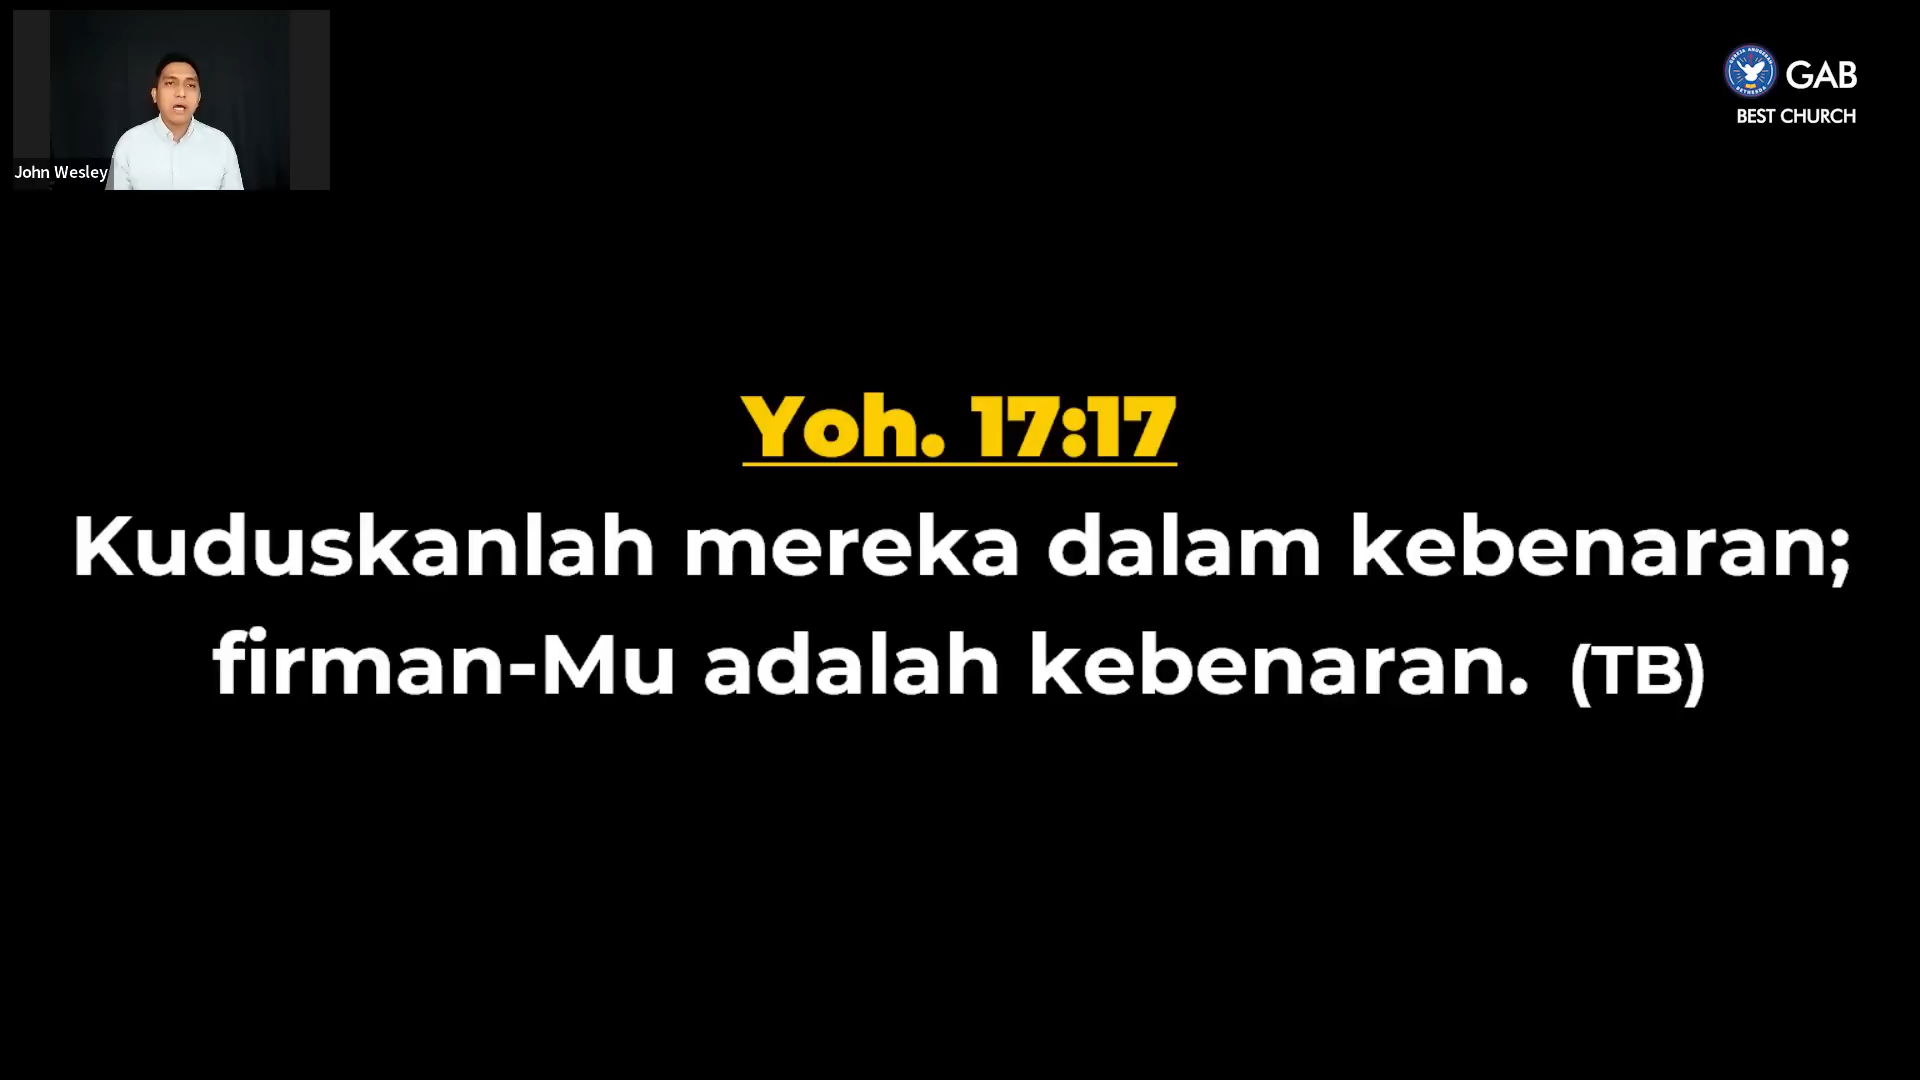 John Wesley
GAB
BEST CHURCH
Yoh. 17:17
Kuduskanlah mereka dalam kebenaran;
firman-Mu adalah kebenaran. (TB)